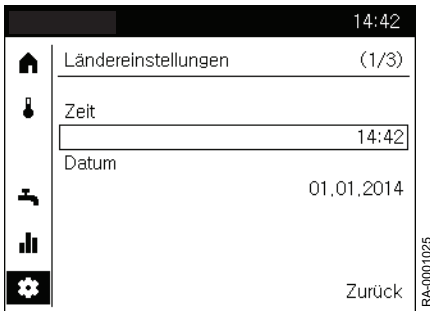 14:42
Ländereinstellungen (1/3)
Zeit
14:42
Datum
01.01.2014
Zurück
RA-0001025